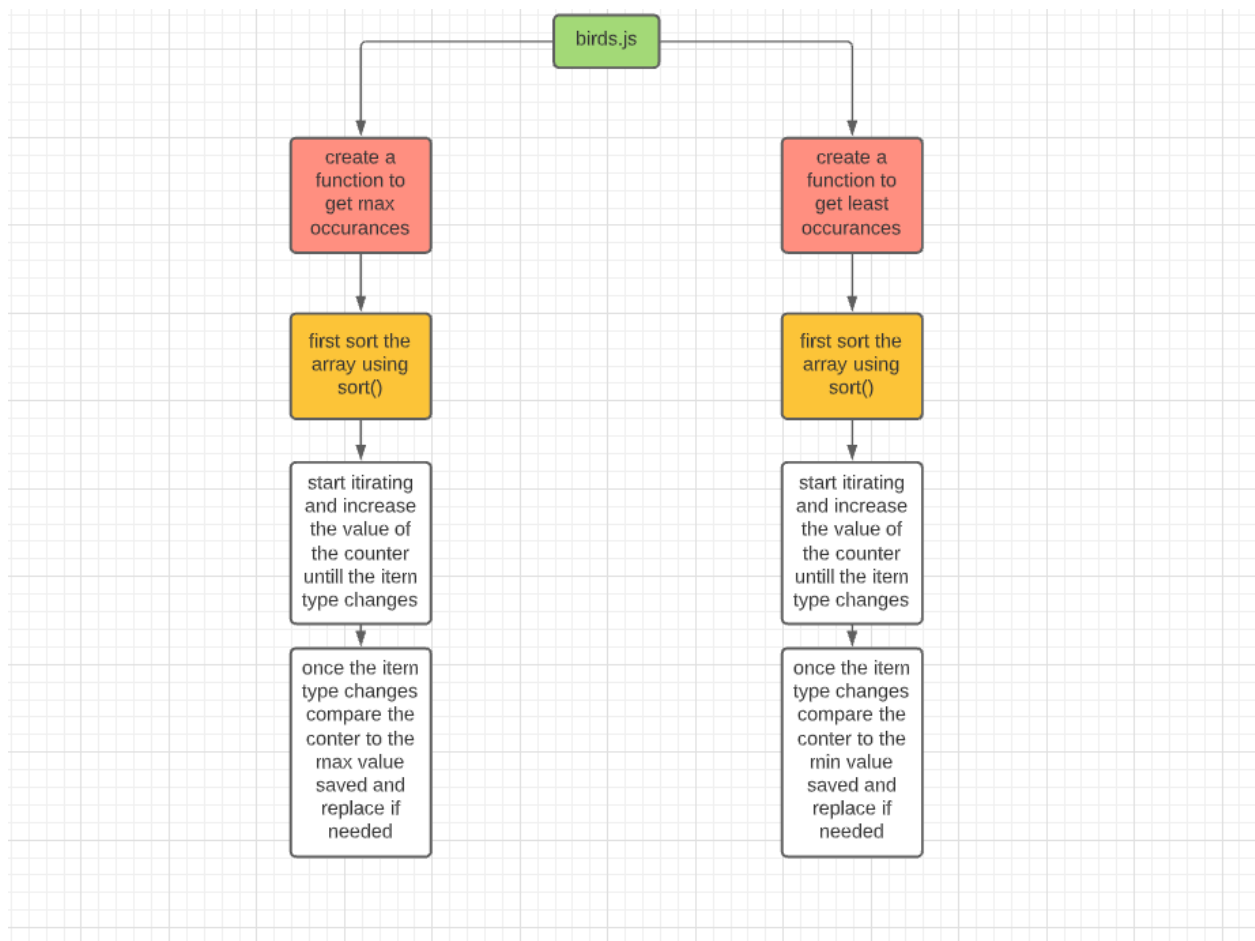 birds.js
create a
function to
get max
occurances
first sort the
array using
sort()
start itirating
and increase
the value of
the counter
untill the item
type changes
once the item
type changes
compare the
conter to the
max value
saved and
replace if
needed
create a
function to
get least
occurances
first sort the
array using
sort()
start itirating
and increase
the value of
the counter
untill the item
type changes
once the item
type changes
compare the
conter to the
min value
saved and
replace if
needed